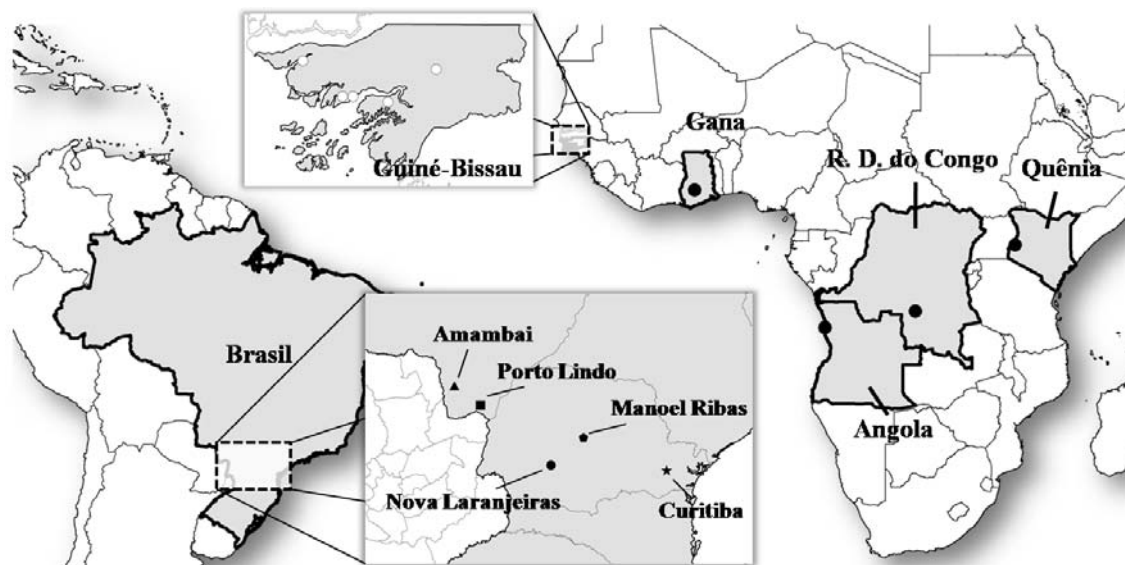 Gana
Guiné-Bissau
R. D. do Congo
Quênia
Brasil
Amambai
Porto Lindo
Manoel Ribas
Angola
Nova Laranjeiras
Curitiba